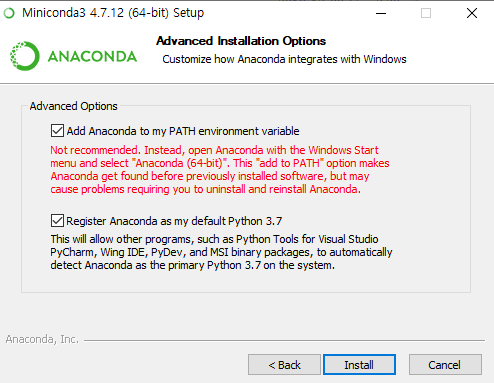 Miniconda3 4.7.12 (64-bit) Setup
ANACONDA
Advanced Installation Options
Customize how Anaconda integrates with Windows
Advanced Options
Add Anaconda to my PATH environment variable
Not recommended. Instead, open Anaconda with the Windows Start
menu and select "Anaconda (64-bit)". This "add to PATH" option makes
Anaconda get found before previously installed software, but may
cause problems requiring you to uninstall and reinstall Anaconda.
Register Anaconda as my default Python 3.7
This will allow other programs, such as Python Tools for Visual Studio
PyCharm, Wing IDE, PyDev, and MSI binary packages, to automatically
detect Anaconda as the primary Python 3.7 on the system.
Anaconda, Inc.
< Back
Install
Cancel